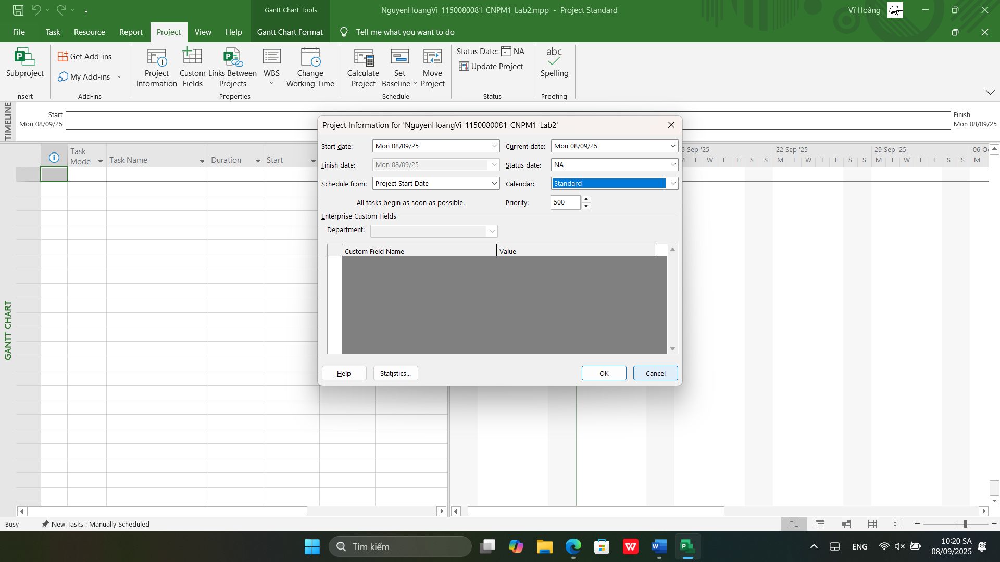 Gantt Chart Tools
NguyenHoangVi_1150080081_CNPM1_Lab2.mpp - Project Standard
Vĩ Hoàng
File Task Resource Report Project View Help Gantt Chart Format Tell me what you want to do
Subproject
Insert
Get Add-ins
My Add-ins
Add-ins
Project Information
Custom Fields
Links Between Projects
WBS
Change Working Time
Properties
Calculate Project
Set Baseline
Move Project
Schedule
Status Date: NA
Update Project
Status
abc
Spelling
Proofing
TIMELINE
Start
Mon 08/09/25
Finish
Mon 08/09/25
GANTT CHART
Task Mode
Task Name
Duration
Start
Sep '25
22 Sep '25
29 Sep '25
T W T F S S M T W T F S S M T W T F S S M
Project Information for 'NguyenHoangVi_1150080081_CNPM1_Lab2'
Start date: Mon 08/09/25
Current date: Mon 08/09/25
Finish date: Mon 08/09/25
Status date: NA
Schedule from: Project Start Date
Calendar: Standard
All tasks begin as soon as possible.
Priority: 500
Enterprise Custom Fields
Department:
Custom Field Name Value
Help Statistics... OK Cancel
Busy New Tasks : Manually Scheduled
Tìm kiếm
ENG
10:20 SA
08/09/2025